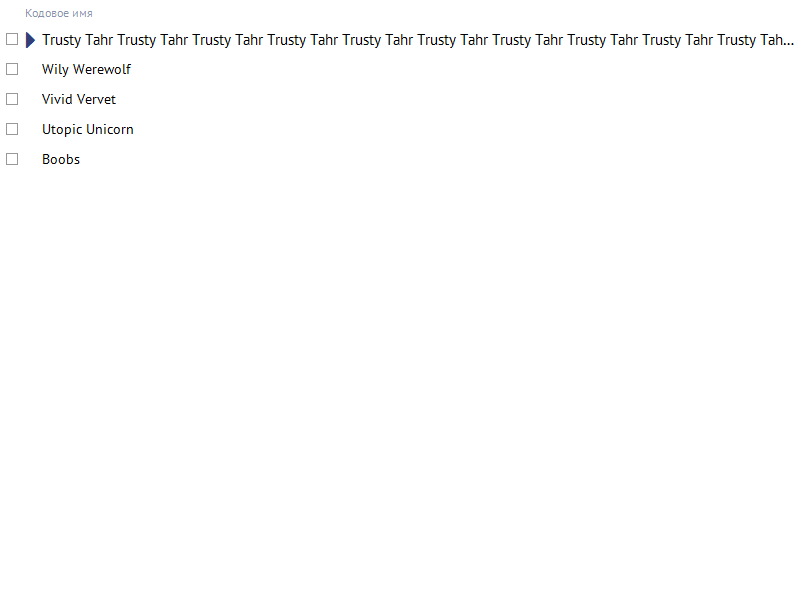 Кодовое имя
Trusty Tahr Trusty Tahr Trusty Tahr Trusty Tahr Trusty Tahr Trusty Tahr Trusty Tahr Trusty Tahr Trusty Tahr Trusty Tah...
Wily Werewolf
Vivid Vervet
Utopic Unicorn
Boobs